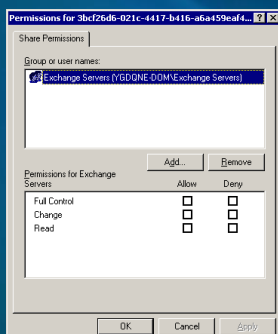 Permissions for 3bcf26d6-021c-4417-b416-a6a459eaf4...
Share Permissions
Group or user names:
Exchange Servers (YGDQNE-DOM\Exchange Servers)
Add...
Remove
Permissions for Exchange Servers
Allow
Deny
Full Control
Change
Read
OK
Cancel
Apply